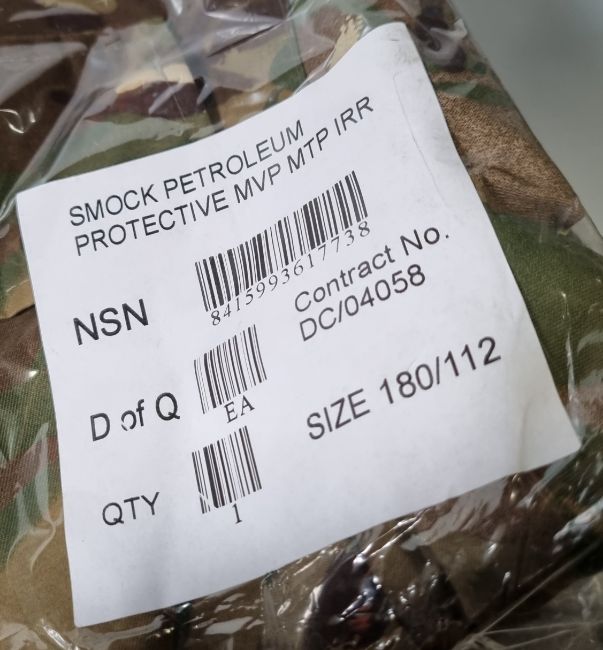 SMOCK PETROLEUM
PROTECTIVE MVP MTP IRR
NSN
8415993617738
Contract No.
DC/04058
D of Q
EA
SIZE 180/112
QTY
1